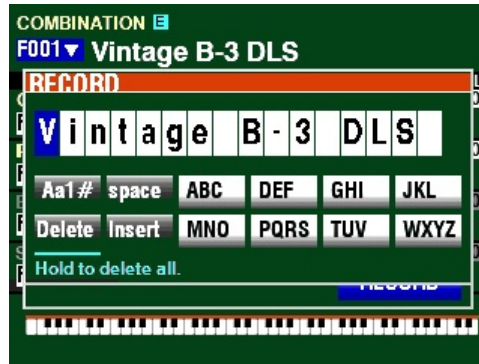 COMBINATION E
F001▼ Vintage B-3 DLS
RECORD
Vintage B-3 DLS
Aa1# space ABC DEF GHI JKL
Delete Insert MNO PQRS TUV WXYZ
Hold to delete all.